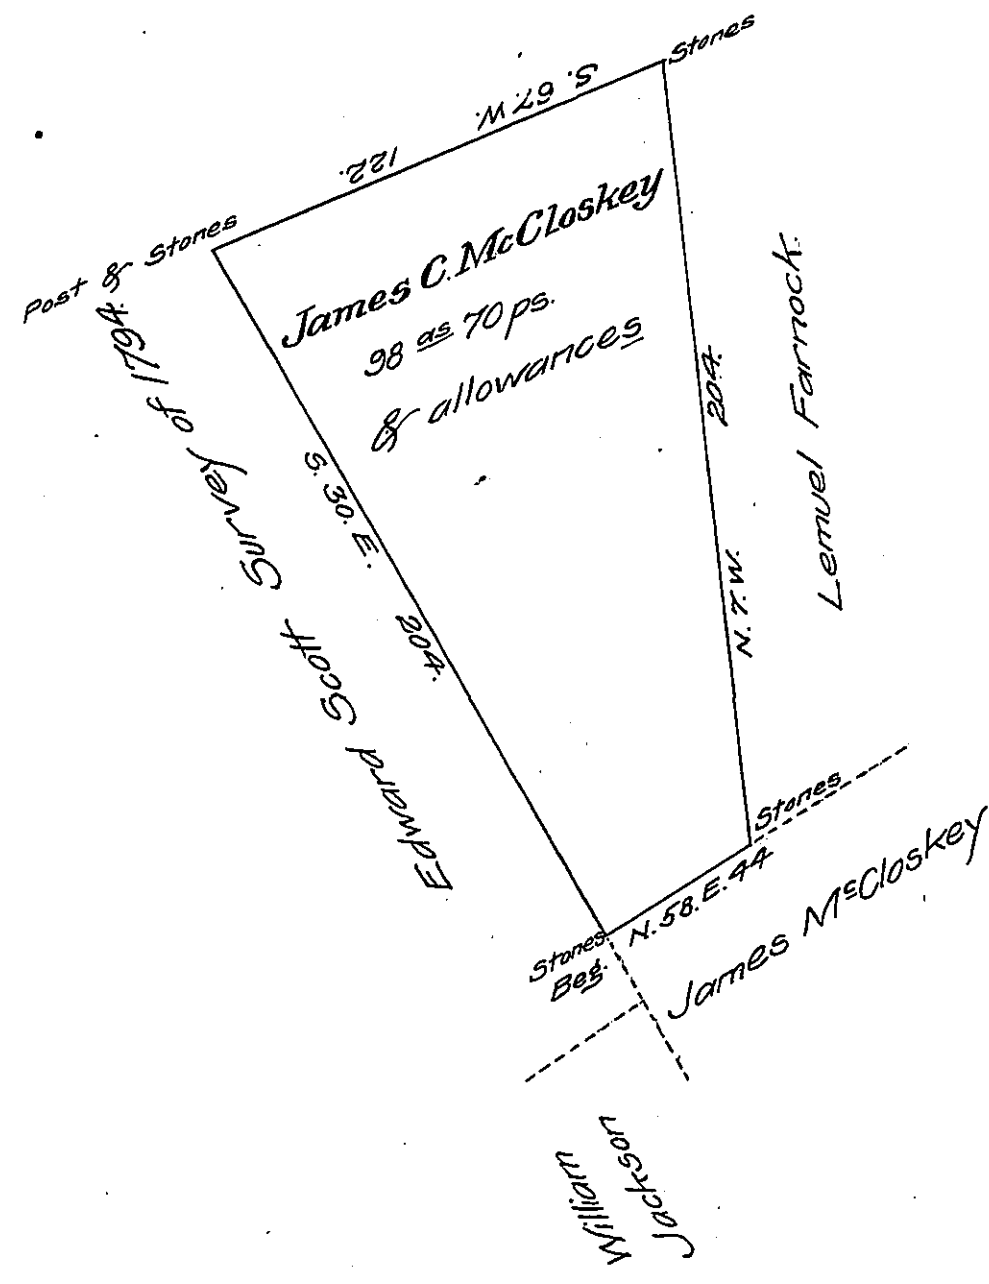 Stones
S. 67. W.
122.
Post & Stones
James C. McCloskey
98 as 70 ps.
& allowances
S. 30. E. 204.
204.
N. 7. W.
Lemuel Farnock.
Edward Scott Survey of 1794.
Stones
N. 58. E. 44
James McCloskey
Stones
Beg.
William
Jackson